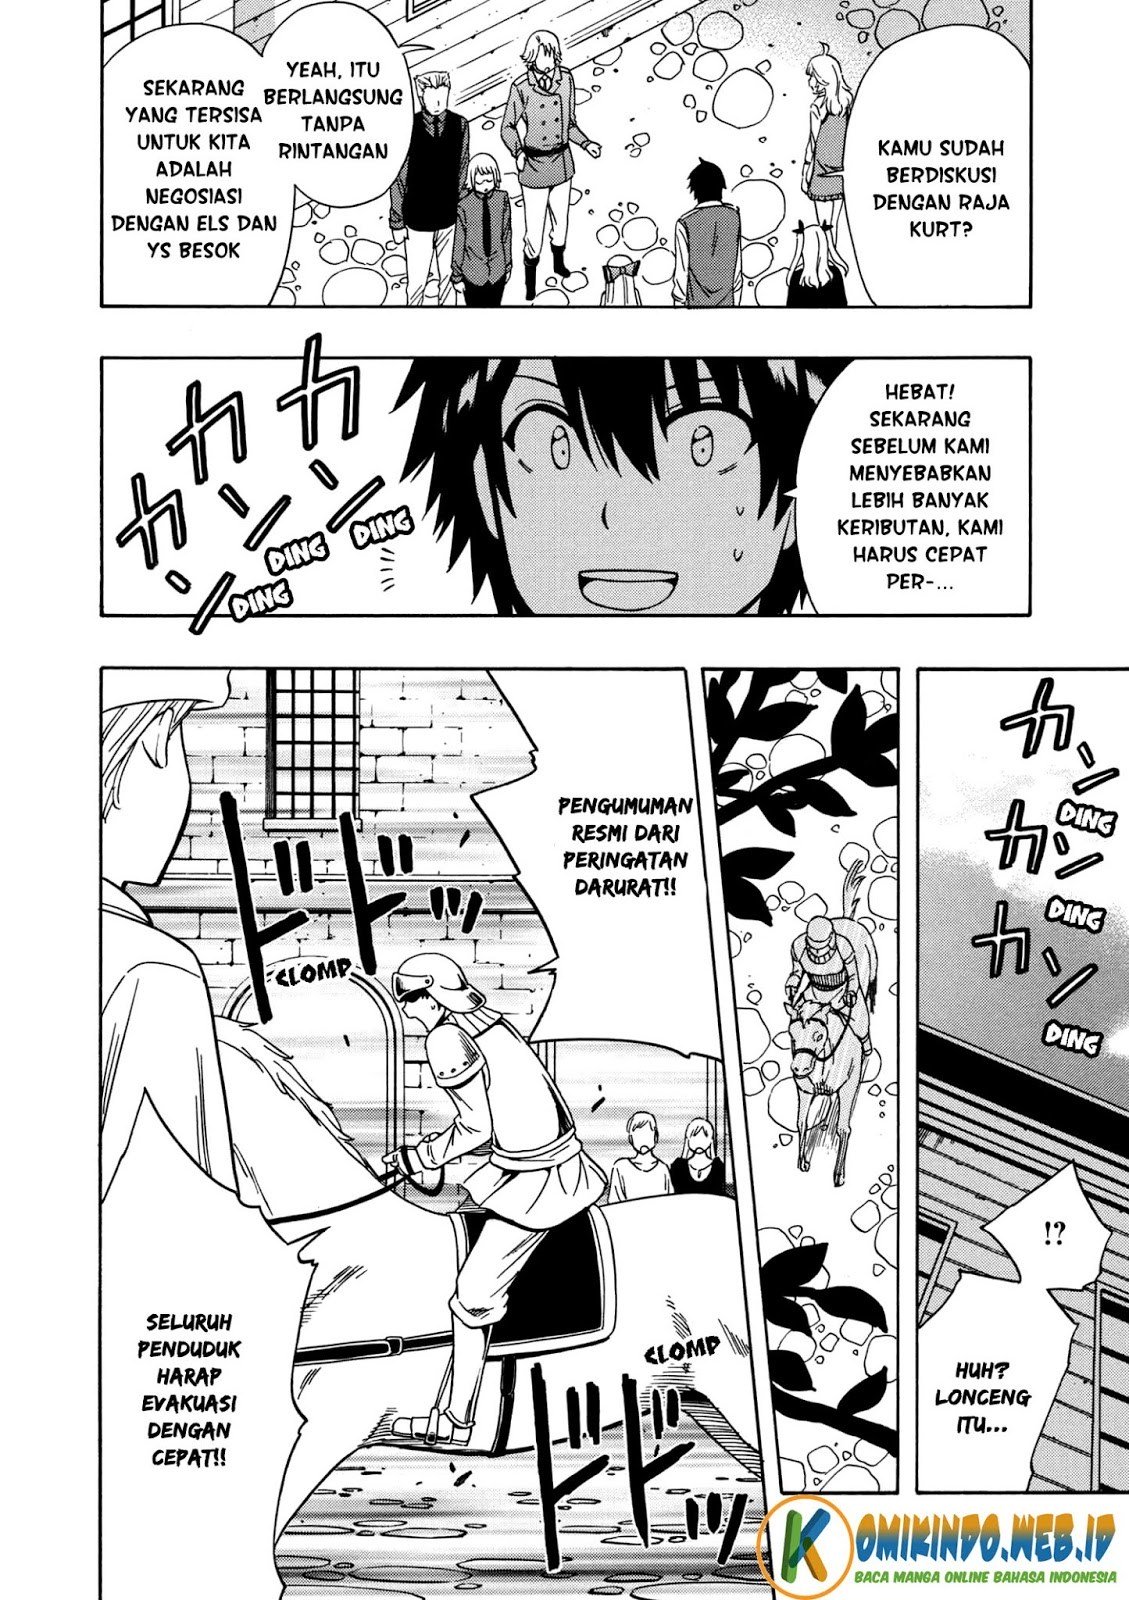 KAMU SUDAH
BERDISKUSI
DENGAN RAJA
KURT?
YEAH, ITU
BERLANGSUNG
TANPA
RINTANGAN
SEKARANG
YANG TERSISA
UNTUK KITA
ADALAH
NEGOSIASI
DENGAN ELS DAN
YS BESOK
HEBAT!
SEKARANG
SEBELUM KAMI
MENYEBABKAN
LEBIH BANYAK
KERIBUTAN, KAMI
HARUS CEPAT
PER-...
カン
カン
カン
DING
DING
DING
カン
カン
カン
DING
DING
DING
!?
HUH?
LONCENG
ITU...
PENGUMUMAN
RESMI DARI
PERINGATAN
DARURAT!!
ドドド
CLOMP
SELURUH
PENDUDUK
HARAP
EVAKUASI
DENGAN
CEPAT!!
CLOMP
ドドッ
KOMIKINDO.WEB.ID
BACA MANGA ONLINE BAHASA INDONESIA